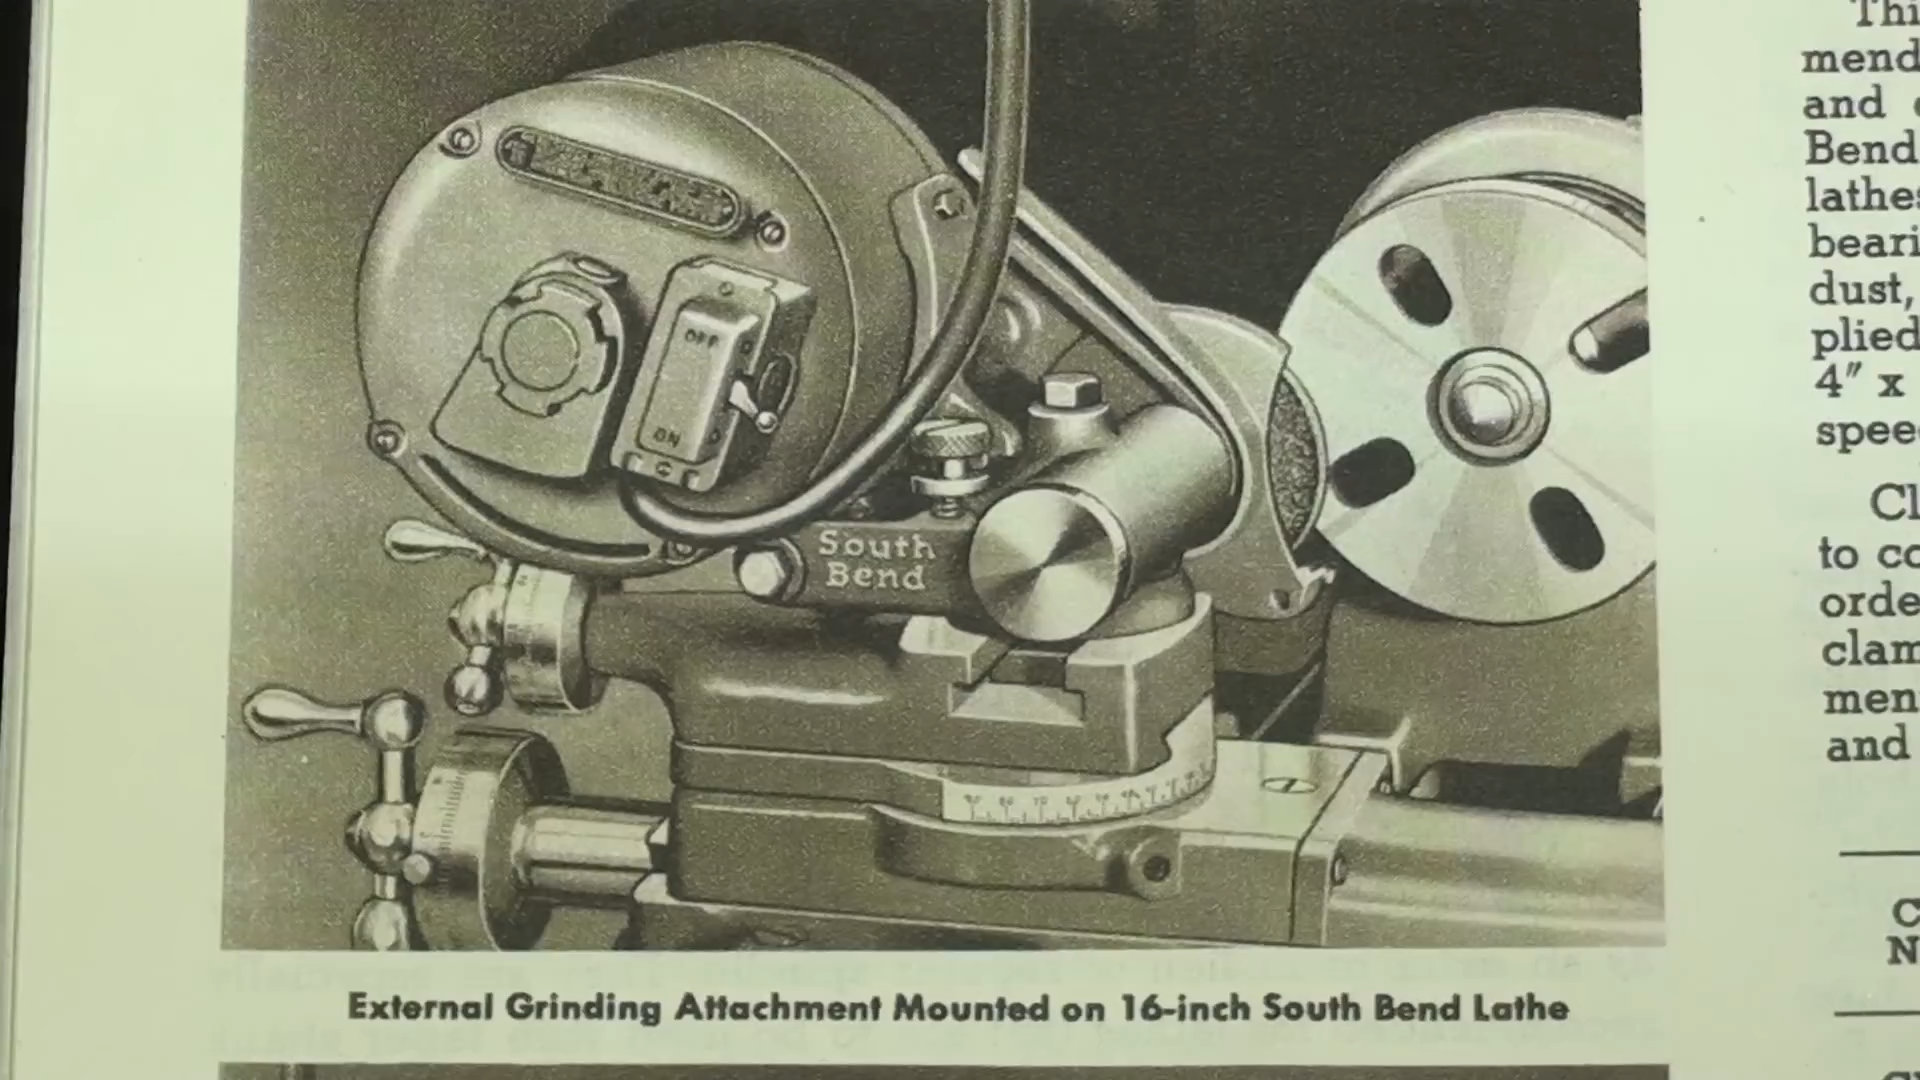 OFF
ON
South
Bend
External Grinding Attachment Mounted on 16-inch South Bend Lathe
Thi
mend
and
Bend
lathes
beari
dust,
plied
4" x
spee
Cl
to co
orde
clam
men
and
C
N